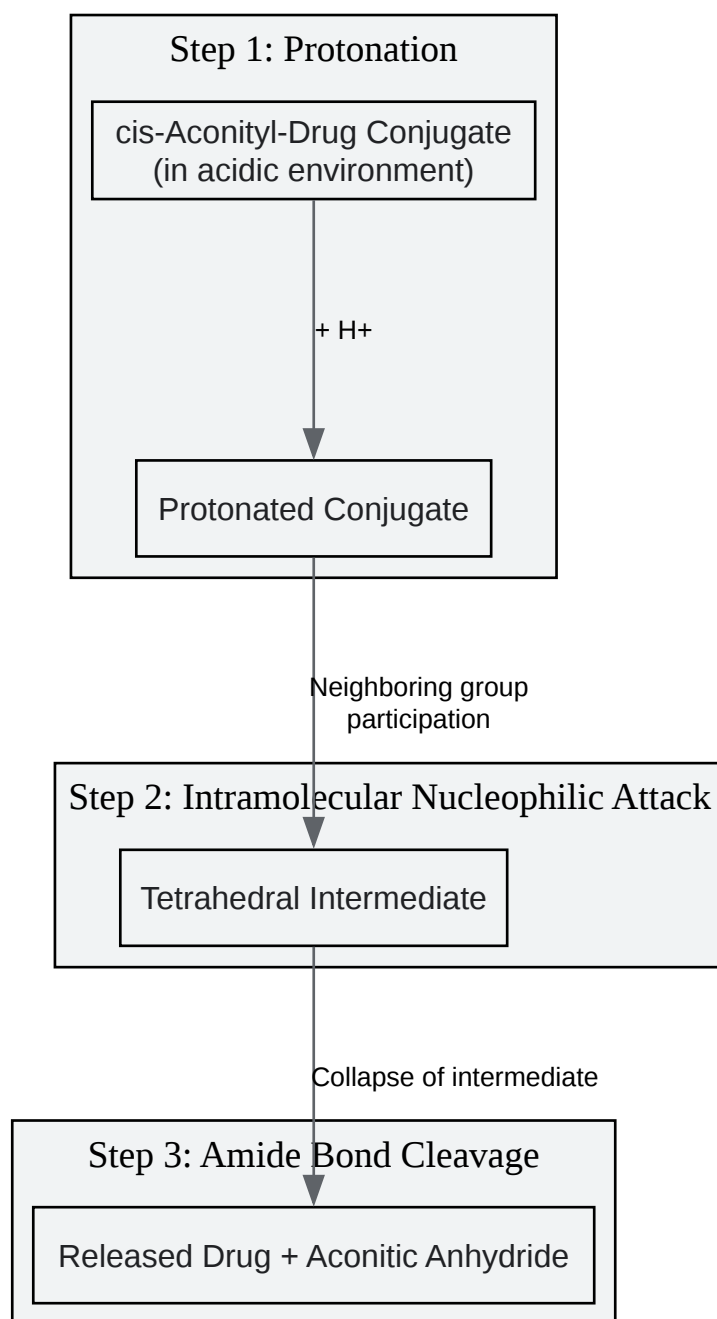 Step 1: Protonation
cis-Aconityl-Drug Conjugate
(in acidic environment)
+ H+
Protonated Conjugate
Neighboring group
participation
Step 2: Intramolecular Nucleophilic Attack
Tetrahedral Intermediate
Collapse of intermediate
Step 3: Amide Bond Cleavage
Released Drug + Aconitic Anhydride